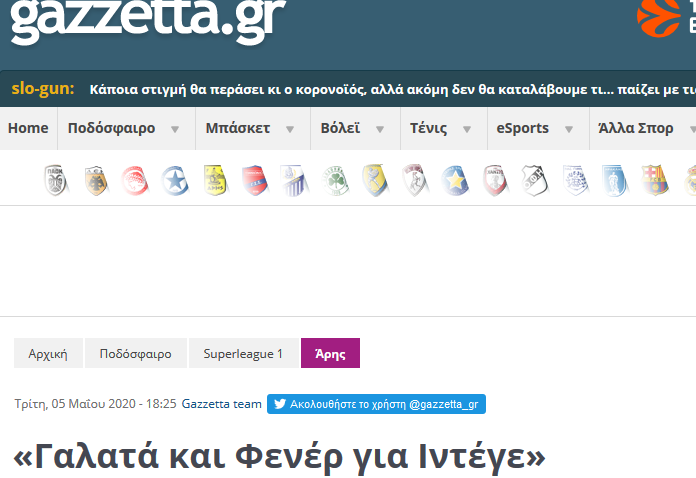 gazzetta.gr
slo-gun: Κάποια στιγμή θα περάσει κι ο κορονοϊός, αλλά ακόμη δεν θα καταλάβουμε τι... παίζει με
Home Ποδόσφαιρο Μπάσκετ Βόλεϊ Τένις eSports Άλλα Σπορ
Αρχική Ποδόσφαιρο Superleague 1 Άρης
Τρίτη, 05 Μαΐου 2020 - 18:25 Gazzetta team Ακολουθήστε το χρήστη @gazzetta_gr
«Γαλατά και Φενέρ για Ιντέγε»